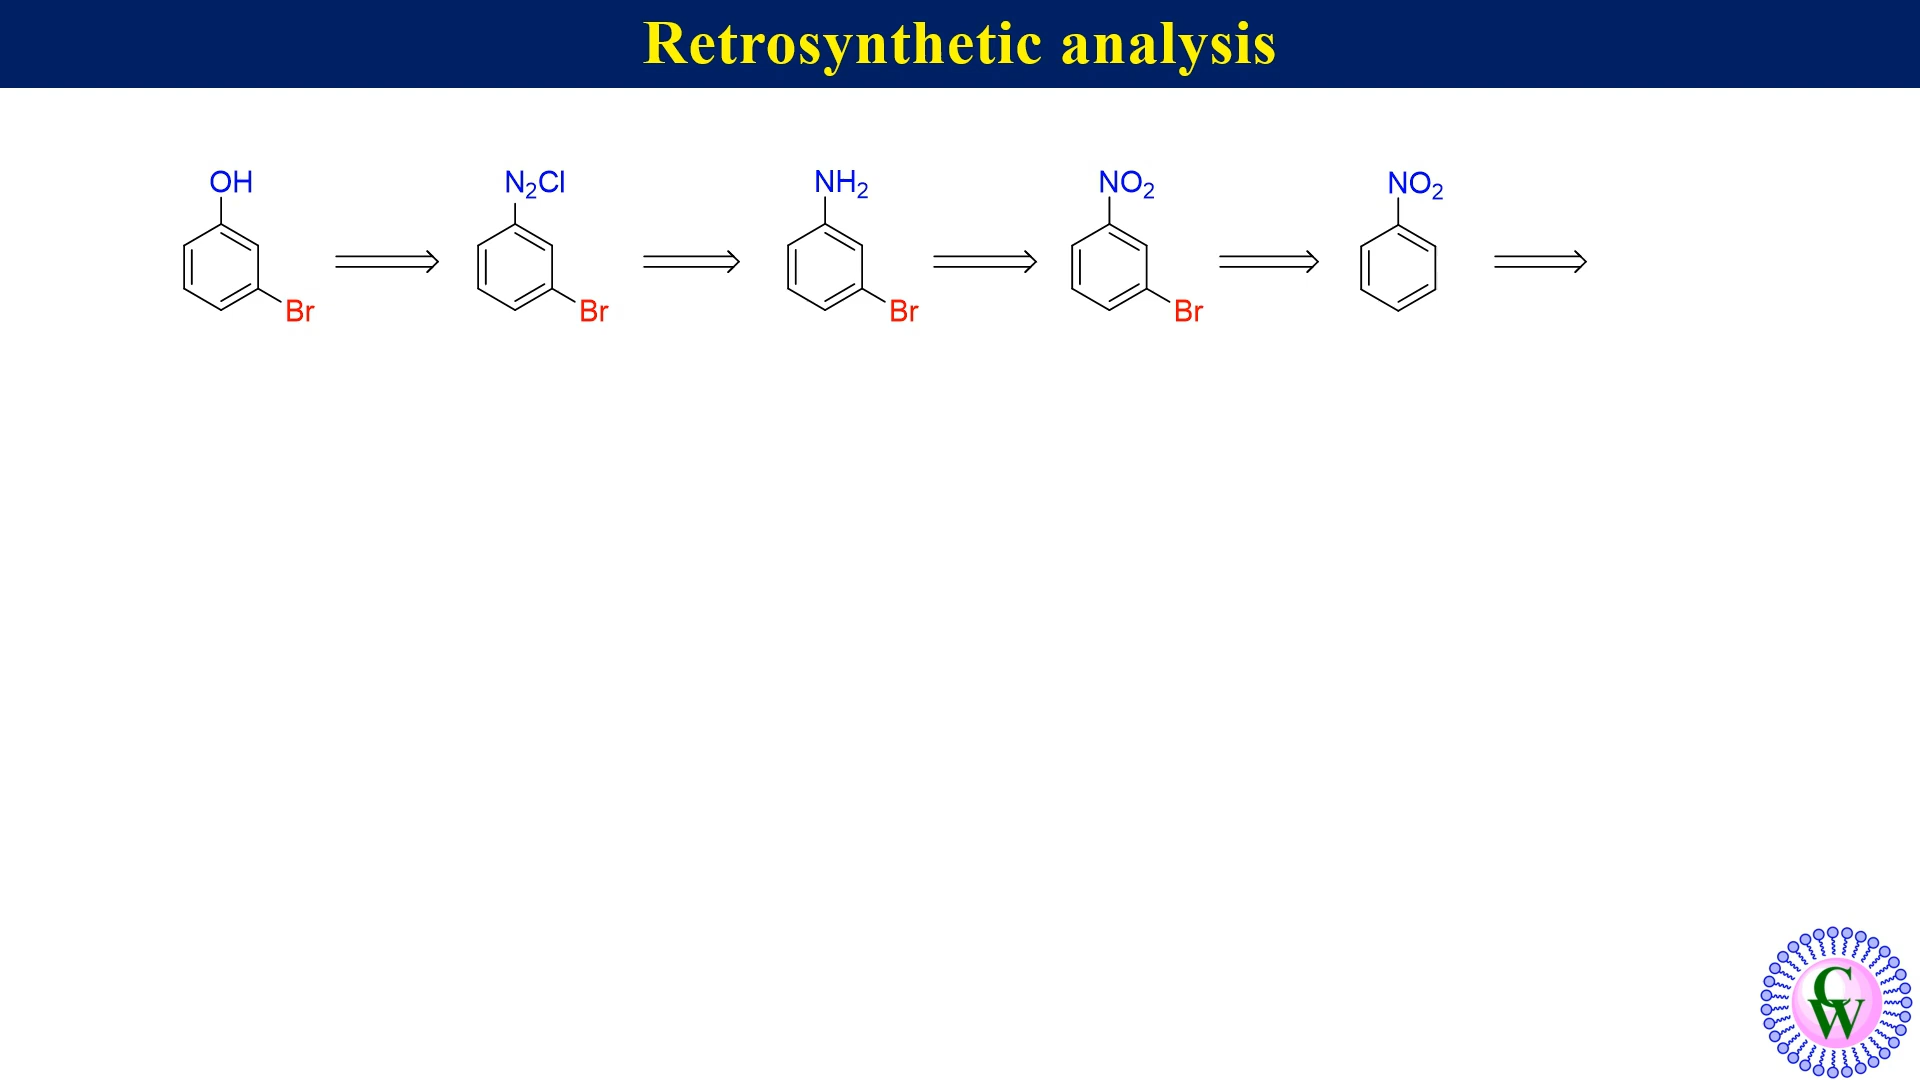 Retrosynthetic analysis
OH N₂Cl NH₂ NO₂ NO₂
Br Br Br Br
C
W